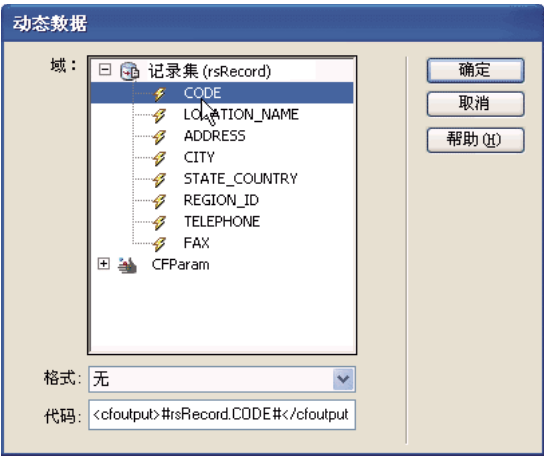 动态数据
域：
记录集 (rsRecord)
CODE
LOCATION_NAME
ADDRESS
CITY
STATE_COUNTRY
REGION_ID
TELEPHONE
FAX
CFParam
确定
取消
帮助(H)
格式: 无
代码: <cfoutput>#rsRecord.CODE#</cfoutput